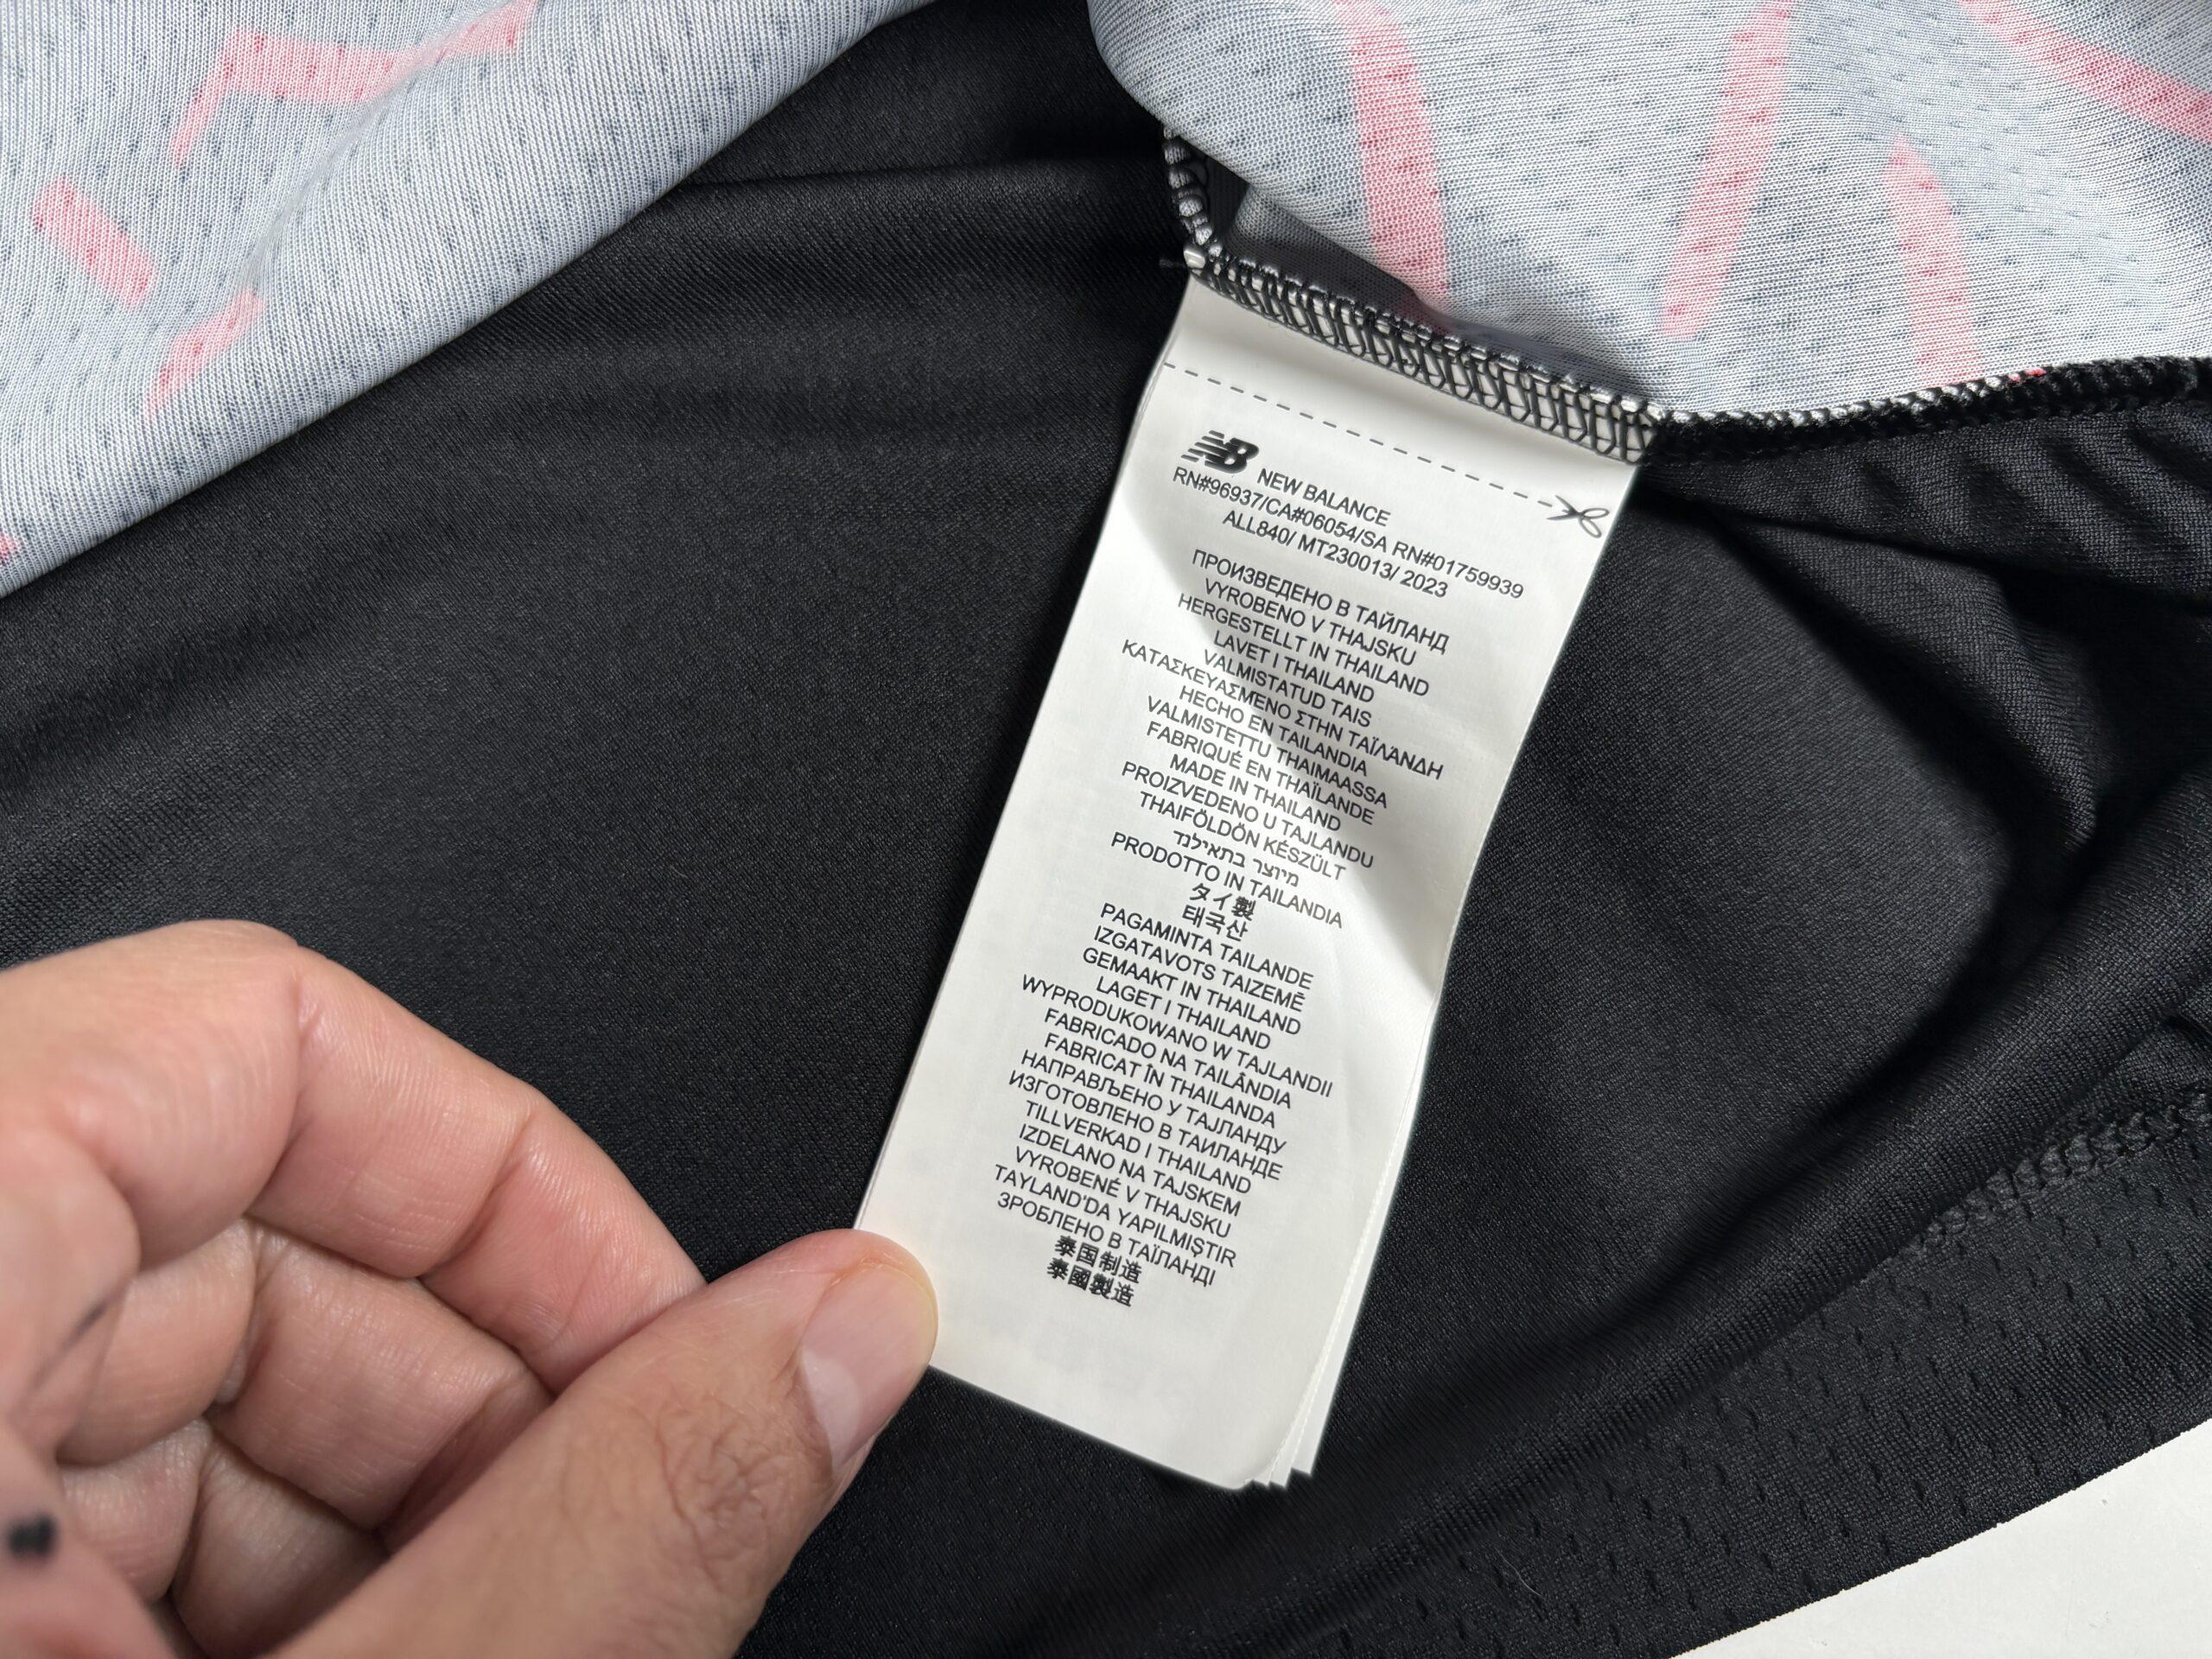 NB NEW BALANCE
RN#96937/CA#06054/SA RN#01759939
ALL840/ MT230013/ 2023
ПРОИЗВЕДЕНО В ТАЙЛАНД
VYROBENO V THAJSKU
HERGESTELLT IN THAILAND
LAVET I THAILAND
VALMISTATUD TAIS
ΚΑΤΑΣΚΕΥΑΣΜΕΝΟ ΣΤΗΝ ΤΑΪΛΑΝΔΗ
HECHO EN TAILANDIA
VALMISTETTU THAIMAASSA
FABRIQUÉ EN THAÏLANDE
MADE IN THAILAND
PROIZVEDENO U TAJLANDU
THAIFÖLDÖN KÉSZÜLT
מיוצר בתאילנד
PRODOTTO IN TAILANDIA
タイ製
태국산
PAGAMINTA TAILANDE
IZGATAVOTS TAIZEMĒ
GEMAAKT IN THAILAND
LAGET I THAILAND
WYPRODUKOWANO W TAJLANDII
FABRICADO NA TAILÂNDIA
FABRICAT ÎN THAILANDA
НАПРАВЉЕНО У ТАЈЛАНДУ
ИЗГОТОВЛЕНО В ТАИЛАНДЕ
TILLVERKAD I THAILAND
IZDELANO NA TAJSKEM
VYROBENÉ V THAJSKU
TAYLAND'DA YAPILMIŞTIR
ЗРОБЛЕНО В ТАЇЛАНДІ
泰国制造
泰國製造